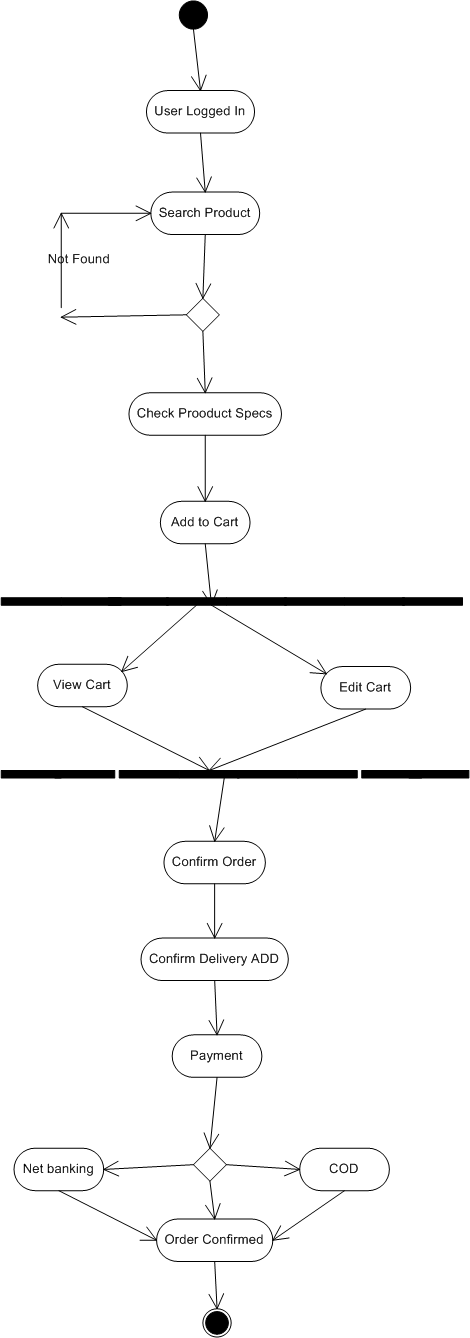 User Logged In
Search Product
Not Found
Check Prooduct Specs
Add to Cart
View Cart
Edit Cart
Confirm Order
Confirm Delivery ADD
Payment
Net banking
COD
Order Confirmed